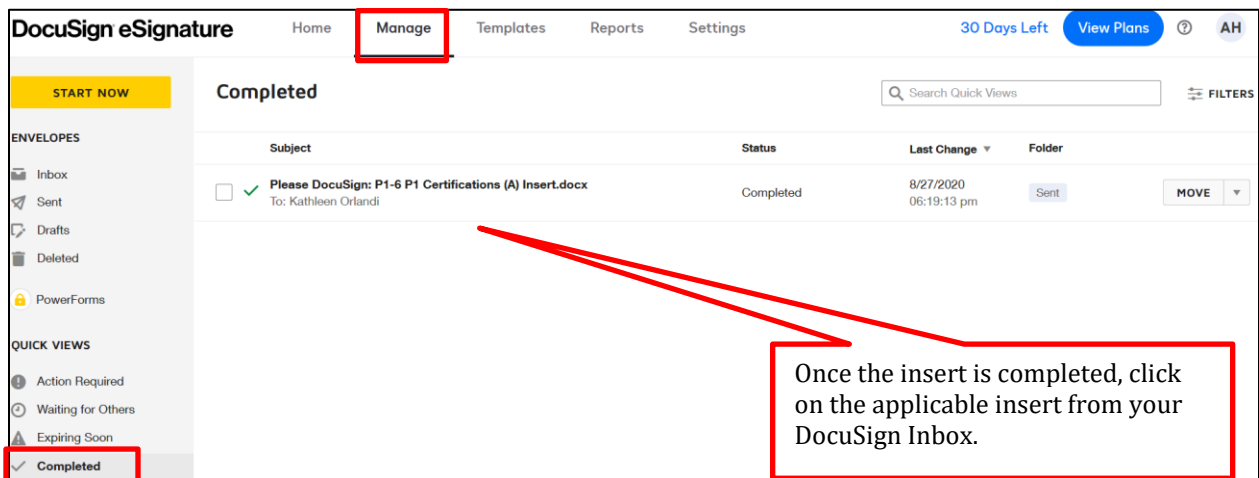 DocuSign eSignature Home Manage Templates Reports Settings 30 Days Left View Plans ? AH
START NOW
Completed
Search Quick Views
FILTERS
ENVELOPES
Subject Status Last Change Folder
Inbox
Please DocuSign: P1-6 P1 Certifications (A) Insert.docx
To: Kathleen Orlandi
Completed
8/27/2020
06:19:13 pm
Sent
MOVE
Sent
Drafts
Deleted
PowerForms
QUICK VIEWS
Action Required
Waiting for Others
Expiring Soon
Completed
Once the insert is completed, click
on the applicable insert from your
DocuSign Inbox.